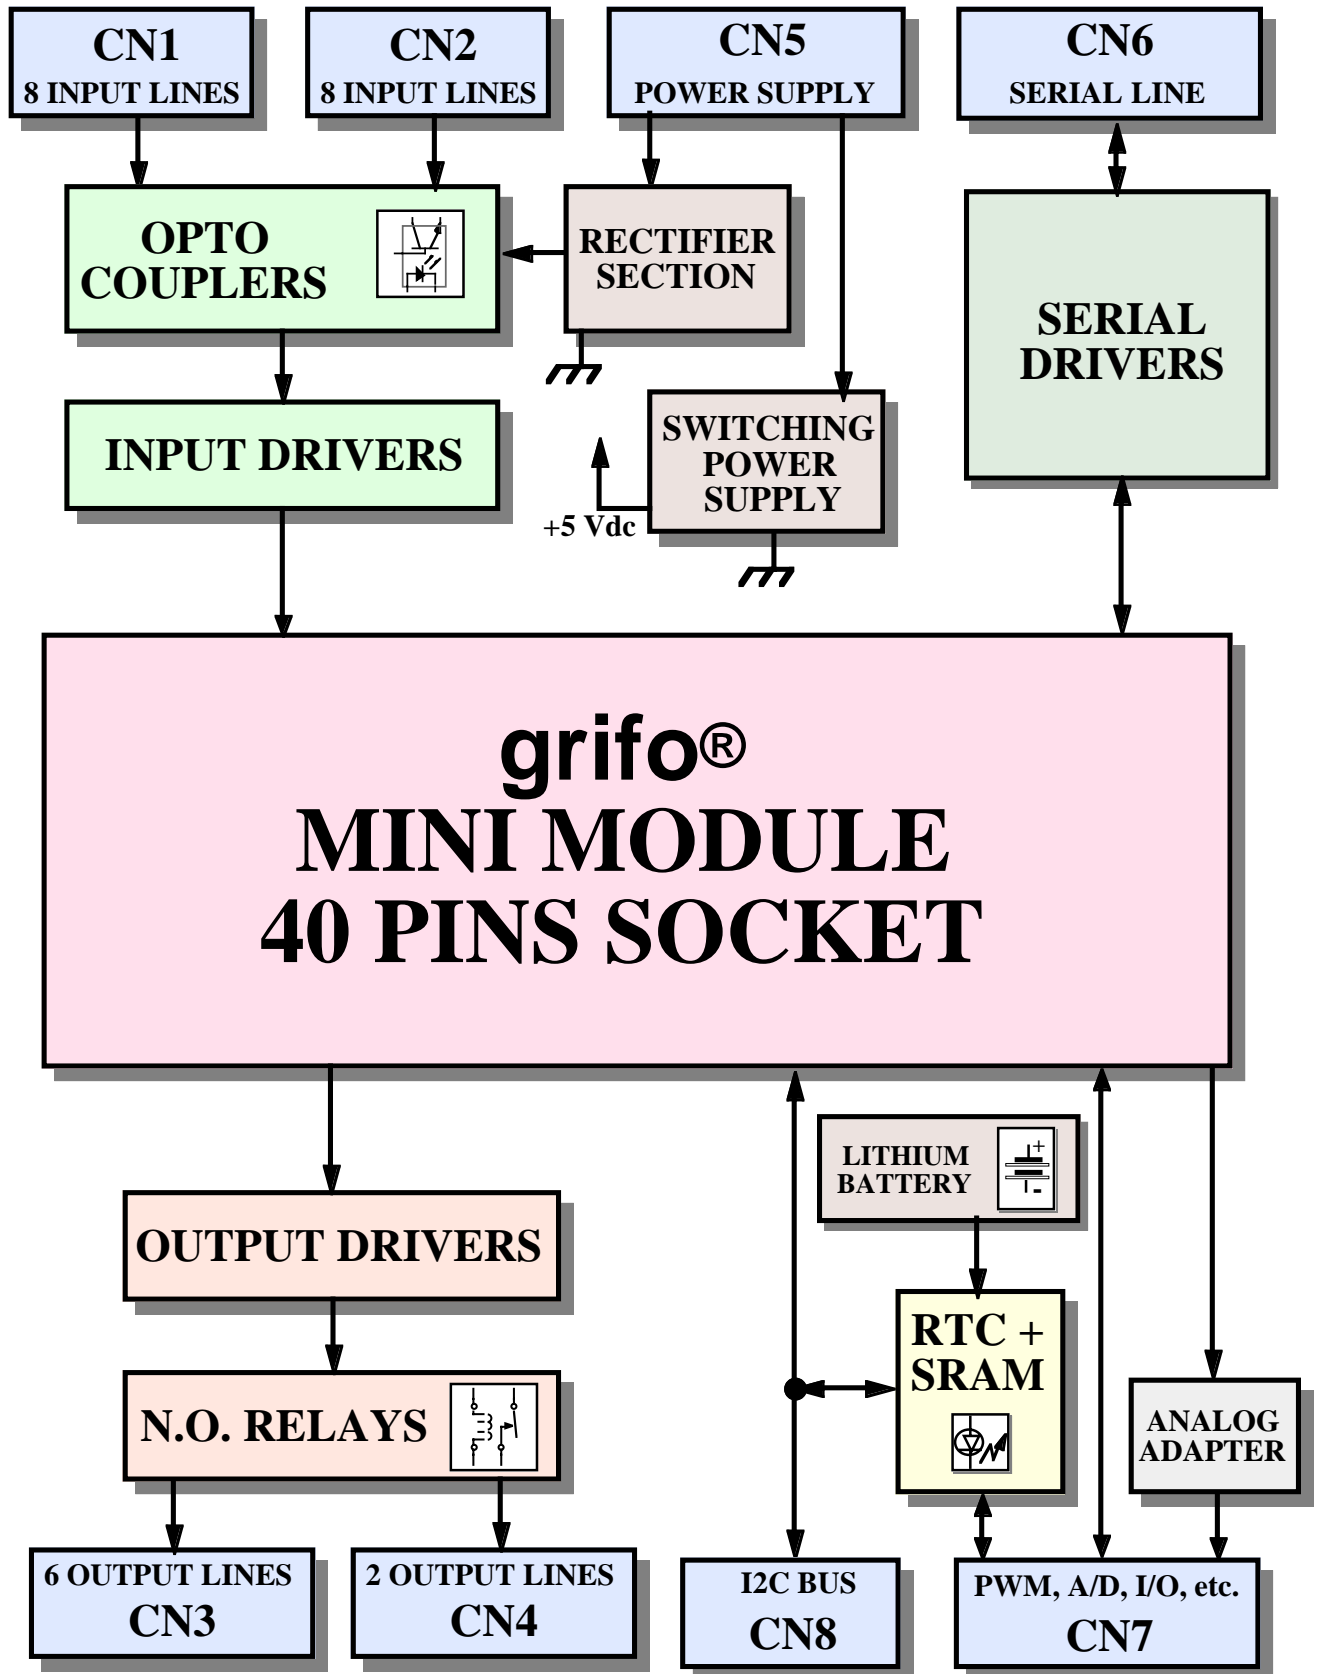 CN1
8 INPUT LINES
CN2
8 INPUT LINES
CN5
POWER SUPPLY
CN6
SERIAL LINE
OPTO
COUPLERS
RECTIFIER
SECTION
SERIAL
DRIVERS
INPUT DRIVERS
SWITCHING
POWER
SUPPLY
+5 Vdc
grifo®
MINI MODULE
40 PINS SOCKET
LITHIUM
BATTERY
+
-
OUTPUT DRIVERS
RTC +
SRAM
N.O. RELAYS
ANALOG
ADAPTER
6 OUTPUT LINES
CN3
2 OUTPUT LINES
CN4
I2C BUS
CN8
PWM, A/D, I/O, etc.
CN7